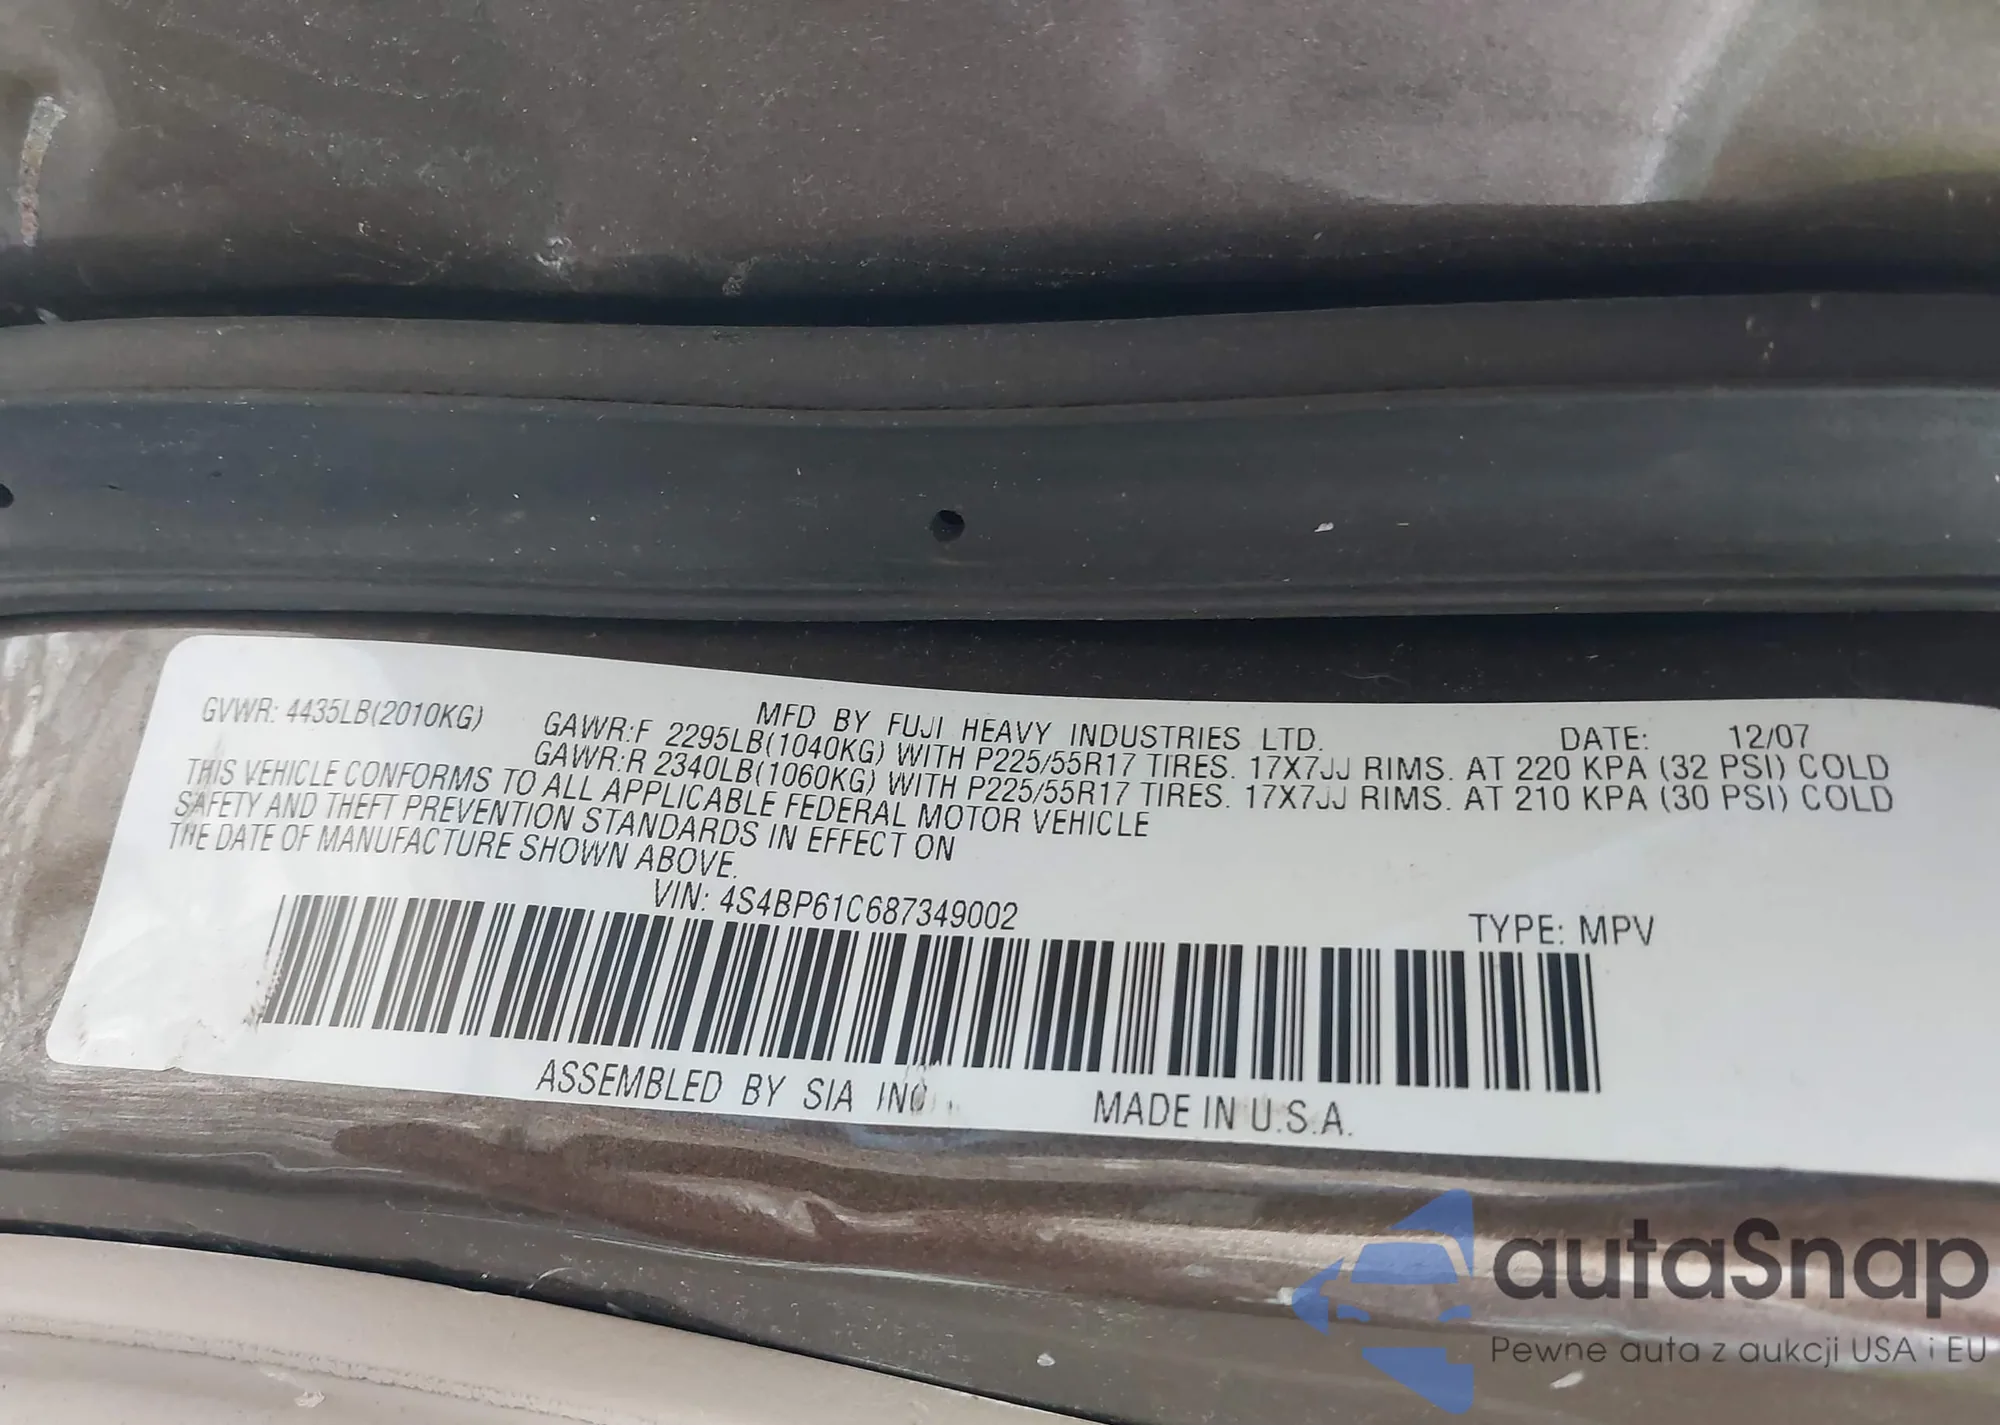 GVWR: 4435LB(2010KG)
MFD BY FUJI HEAVY INDUSTRIES LTD.
DATE: 12/07
GAWR:F 2295LB(1040KG) WITH P225/55R17 TIRES. 17X7JJ RIMS. AT 220 KPA (32 PSI) COLD
GAWR:R 2340LB(1060KG) WITH P225/55R17 TIRES. 17X7JJ RIMS. AT 210 KPA (30 PSI) COLD
THIS VEHICLE CONFORMS TO ALL APPLICABLE FEDERAL MOTOR VEHICLE
SAFETY AND THEFT PREVENTION STANDARDS IN EFFECT ON
THE DATE OF MANUFACTURE SHOWN ABOVE.
VIN: 4S4BP61C687349002
TYPE: MPV
ASSEMBLED BY SIA INC
MADE IN U.S.A.
autaSnap
Pewne auta z aukcji USA i EU